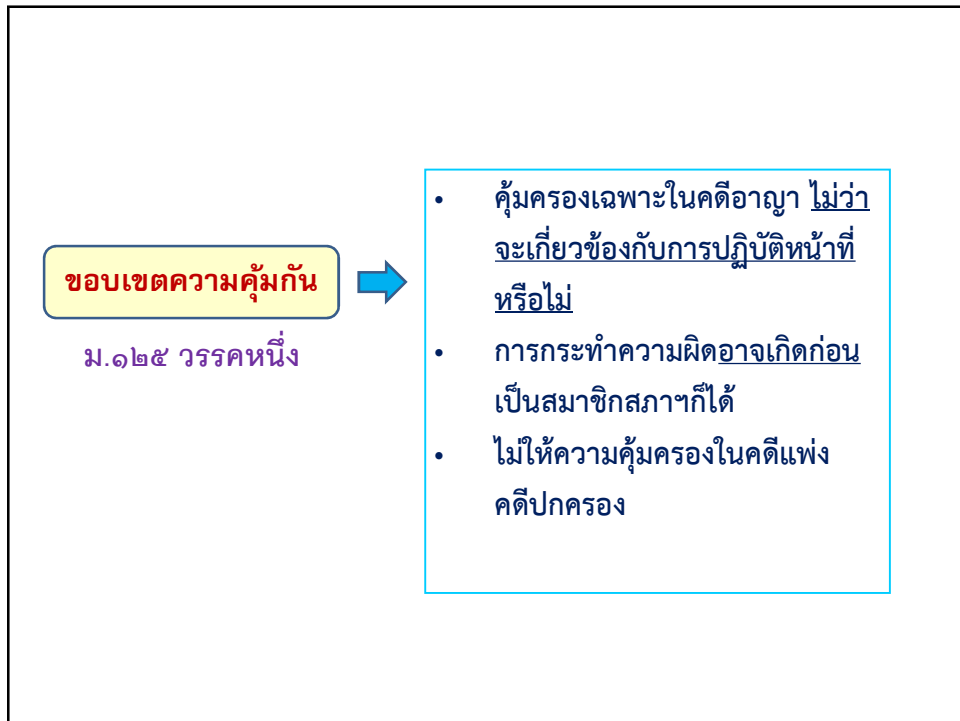 ขอบเขตความคุ้มกัน
ม.๑๒๕ วรรคหนึ่ง
• คุ้มครองเฉพาะในคดีอาญา ไม่ว่า
จะเกี่ยวข้องกับการปฏิบัติหน้าที่
หรือไม่
• การกระทำความผิดอาจเกิดก่อน
เป็นสมาชิกสภาฯก็ได้
• ไม่ให้ความคุ้มครองในคดีแพ่ง
คดีปกครอง